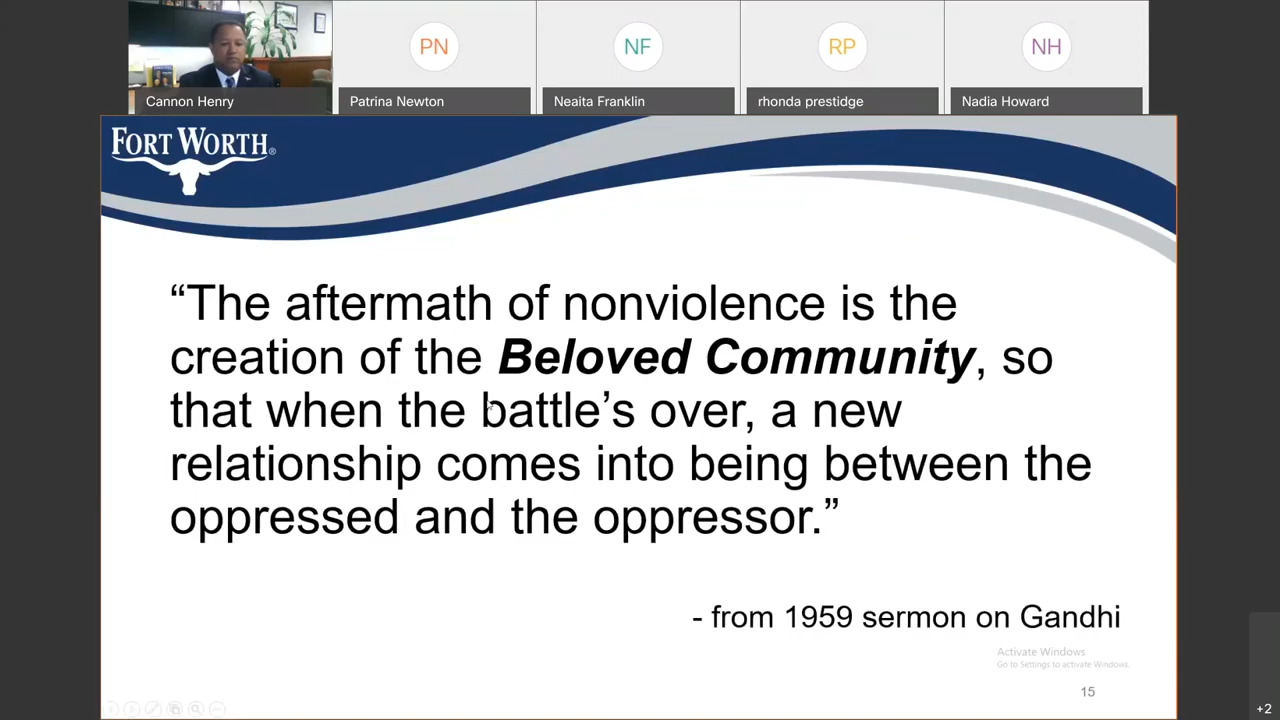 PN
NF
RP
NH
Cannon Henry
Patrina Newton
Neaita Franklin
rhonda prestidge
Nadia Howard
FORT WORTH®
“The aftermath of nonviolence is the
creation of the Beloved Community, so
that when the battle’s over, a new
relationship comes into being between the
oppressed and the oppressor.”
- from 1959 sermon on Gandhi
Activate Windows
Go to Settings to activate Windows.
15
+2